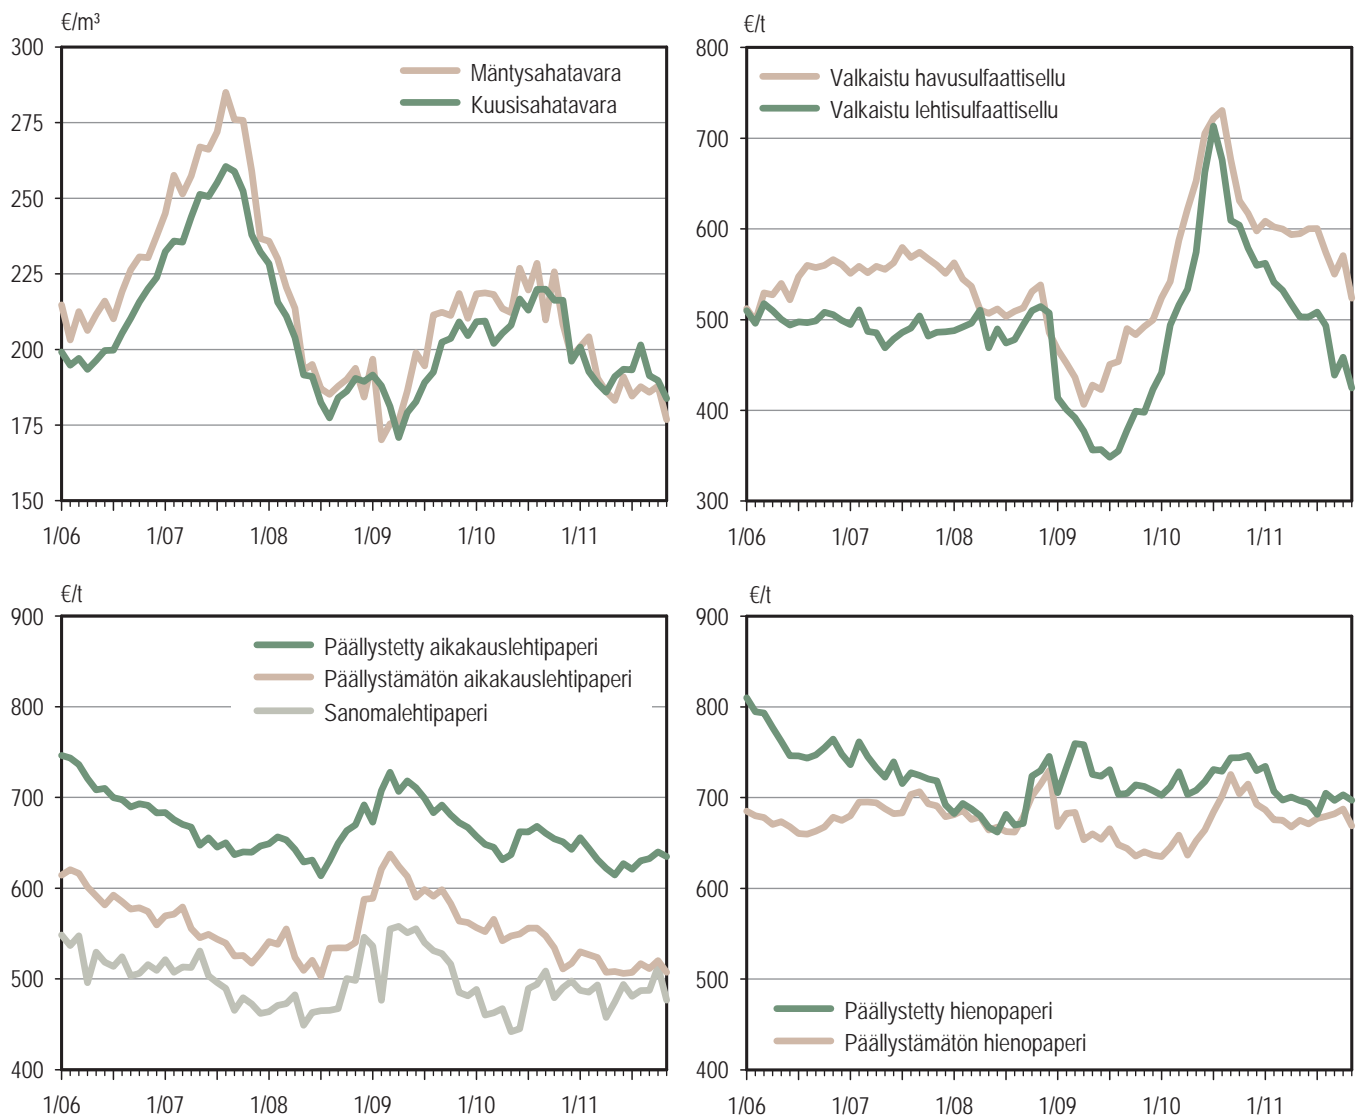 €/m³
300
275
250
225
200
175
150
Mäntysahatavara
Kuusisahatavara
1/06 1/07 1/08 1/09 1/10 1/11
€/t
800
700
600
500
400
300
Valkaistu havusulfaattisellu
Valkaistu lehtisulfaattisellu
1/06 1/07 1/08 1/09 1/10 1/11
€/t
900
800
700
600
500
400
Päällystetty aikakauslehtipaperi
Päällystämätön aikakauslehtipaperi
Sanomalehtipaperi
1/06 1/07 1/08 1/09 1/10 1/11
€/t
900
800
700
600
500
400
Päällystetty hienopaperi
Päällystämätön hienopaperi
1/06 1/07 1/08 1/09 1/10 1/11